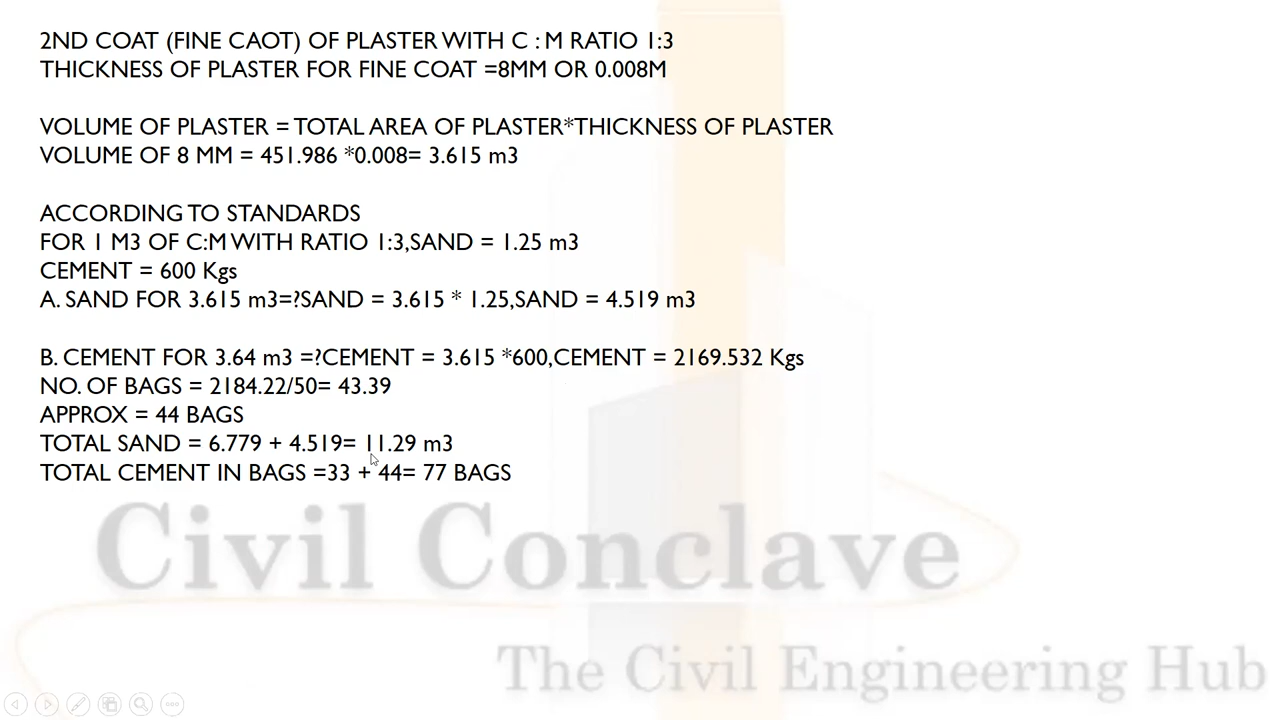 2ND COAT (FINE CAOT) OF PLASTER WITH C : M RATIO 1:3
THICKNESS OF PLASTER FOR FINE COAT =8MM OR 0.008M
VOLUME OF PLASTER = TOTAL AREA OF PLASTER*THICKNESS OF PLASTER
VOLUME OF 8 MM = 451.986 *0.008= 3.615 m3
ACCORDING TO STANDARDS
FOR 1 M3 OF C:M WITH RATIO 1:3,SAND = 1.25 m3
CEMENT = 600 Kgs
A. SAND FOR 3.615 m3=?SAND = 3.615 * 1.25,SAND = 4.519 m3
B. CEMENT FOR 3.64 m3 =?CEMENT = 3.615 *600,CEMENT = 2169.532 Kgs
NO. OF BAGS = 2184.22/50= 43.39
APPROX = 44 BAGS
TOTAL SAND = 6.779 + 4.519= 11.29 m3
TOTAL CEMENT IN BAGS =33 + 44= 77 BAGS
Civil Conclave
The Civil Engineering Hub